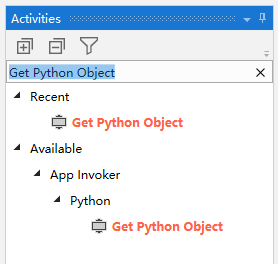 Activities
Get Python Object
Recent
Get Python Object
Available
App Invoker
Python
Get Python Object